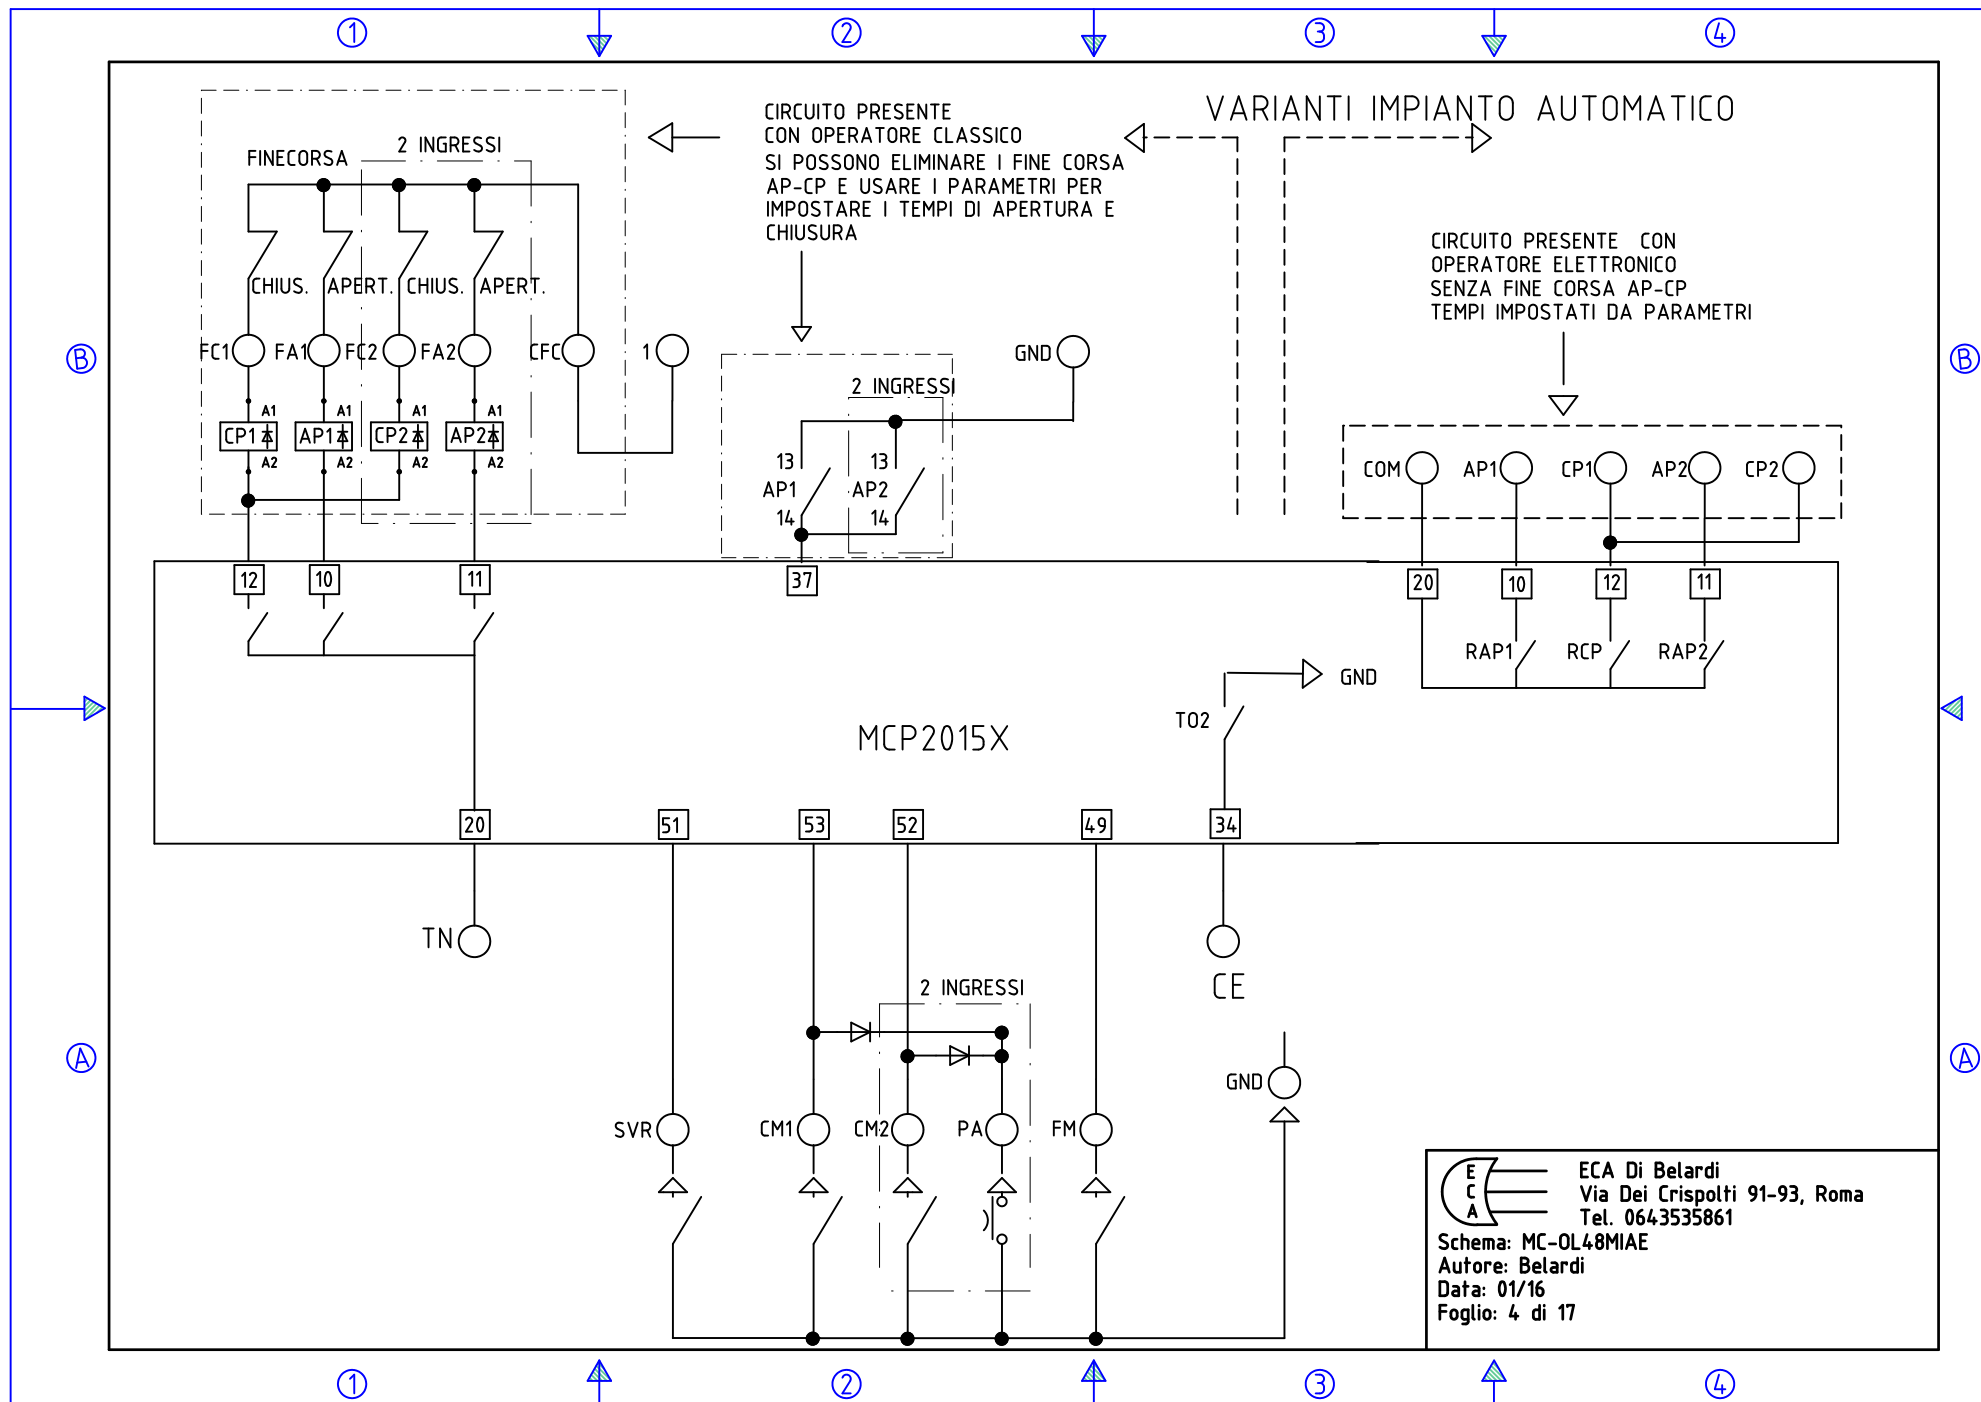 1 2 3 4
VARIANTI IMPIANTO AUTOMATICO
CIRCUITO PRESENTE
CON OPERATORE CLASSICO
SI POSSONO ELIMINARE I FINE CORSA
AP-CP E USARE I PARAMETRI PER
IMPOSTARE I TEMPI DI APERTURA E
CHIUSURA
2 INGRESSI
FINECORSA
CHIUS. APERT. CHIUS. APERT.
CIRCUITO PRESENTE CON
OPERATORE ELETTRONICO
SENZA FINE CORSA AP-CP
TEMPI IMPOSTATI DA PARAMETRI
B B
FC1 FA1 FC2 FA2 CFC 1 GND
2 INGRESSI
A1 A1 A1 A1
CP1 AP1 CP2 AP2
A2 A2 A2 A2
13 13
AP1 AP2
14 14
COM AP1 CP1 AP2 CP2
12 10 11 37 20 10 12 11
RAP1 RCP RAP2
GND
TO2
MCP2015X
20 51 53 52 49 34
TN
CE
2 INGRESSI
A A
GND
SVR CM1 CM2 PA FM
E
C
A
ECA Di Belardi
Via Dei Crispolti 91-93, Roma
Tel. 0643535861
Schema: MC-OL48MIAE
Autore: Belardi
Data: 01/16
Foglio: 4 di 17
1 2 3 4